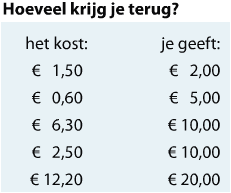 Hoeveel krijg je terug?
het kost: je geeft:
€ 1,50 € 2,00
€ 0,60 € 5,00
€ 6,30 € 10,00
€ 2,50 € 10,00
€ 12,20 € 20,00